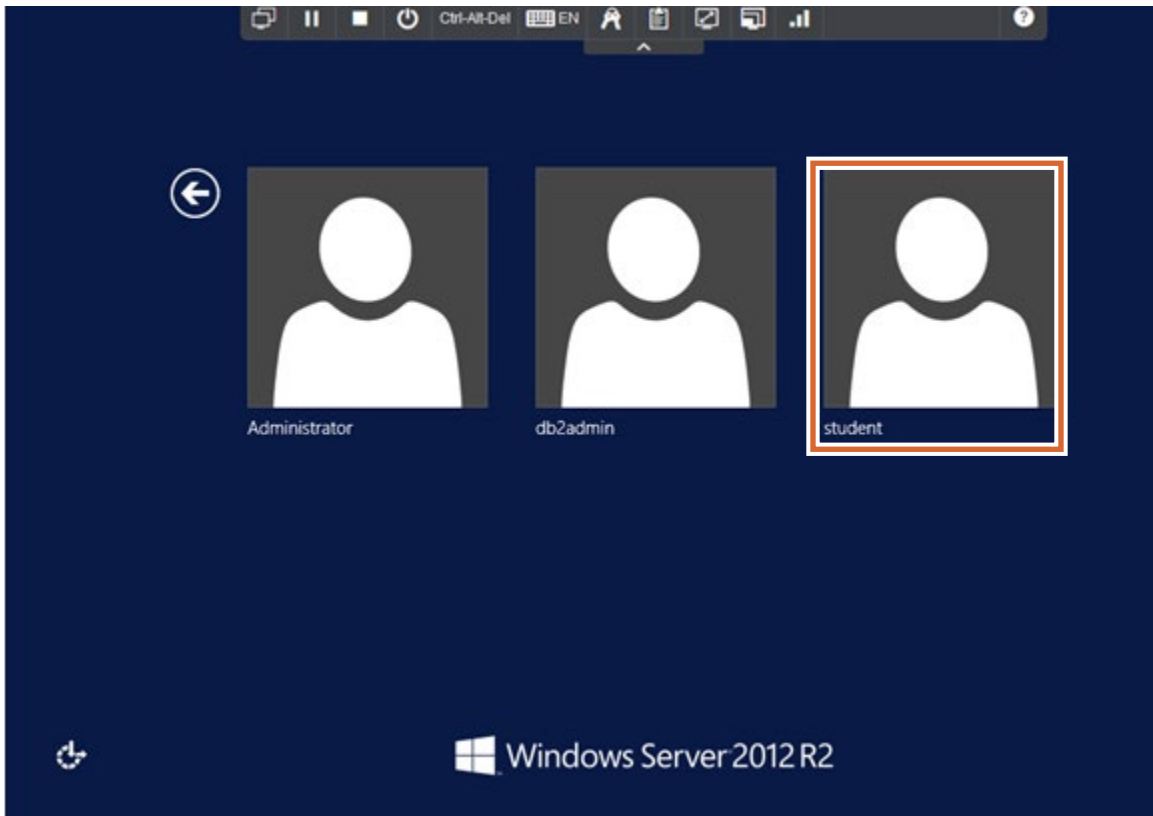 Ctrl-Alt-Del EN ?
Administrator db2admin student
Windows Server 2012 R2